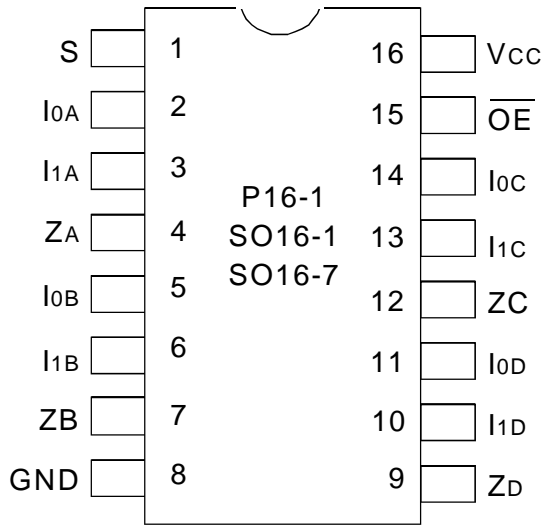 S 1 16 VCC
I0A 2 15 O̅E̅
I1A 3 14 I0C
ZA 4 13 I1C
I0B 5 12 ZC
I1B 6 11 I0D
ZB 7 10 I1D
GND 8 9 ZD
P16-1
SO16-1
SO16-7